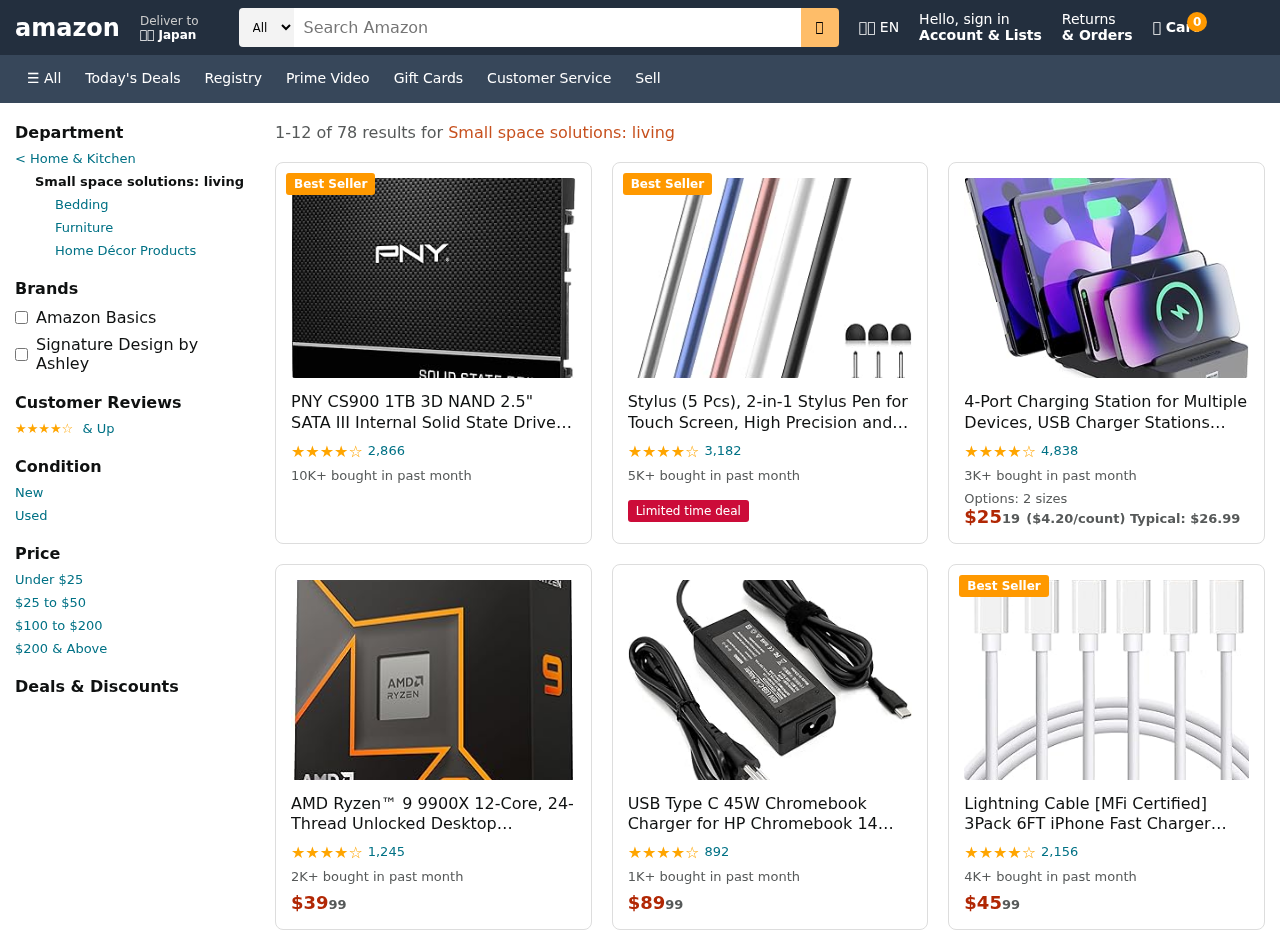 amazon
Deliver to
Japan
All
Search Amazon
EN
Hello, sign in
Account & Lists
Returns
& Orders
0
☰ All
Today's Deals
Registry
Prime Video
Gift Cards
Customer Service
Sell
Department
< Home & Kitchen
Small space solutions: living
Bedding
Furniture
Home Décor Products
Brands
Amazon Basics
Signature Design by
Ashley
Customer Reviews
★★★★☆ & Up
Condition
New
Used
Price
Under $25
$25 to $50
$100 to $200
$200 & Above
Deals & Discounts
1-12 of 78 results for Small space solutions: living
Best Seller
PNY
PNY CS900 1TB 3D NAND 2.5"
SATA III Internal Solid State Drive…
★★★★☆ 2,866
10K+ bought in past month
Best Seller
Stylus (5 Pcs), 2-in-1 Stylus Pen for
Touch Screen, High Precision and…
★★★★☆ 3,182
5K+ bought in past month
Limited time deal
4-Port Charging Station for Multiple
Devices, USB Charger Stations…
★★★★☆ 4,838
3K+ bought in past month
Options: 2 sizes
$25 19 ($4.20/count) Typical: $26.99
AMD
RYZEN
9
AMD
AMD Ryzen™ 9 9900X 12-Core, 24-
Thread Unlocked Desktop…
★★★★☆ 1,245
2K+ bought in past month
$39 99
USB Type C 45W Chromebook
Charger for HP Chromebook 14…
★★★★☆ 892
1K+ bought in past month
$89 99
Best Seller
Lightning Cable [MFi Certified]
3Pack 6FT iPhone Fast Charger…
★★★★☆ 2,156
4K+ bought in past month
$45 99